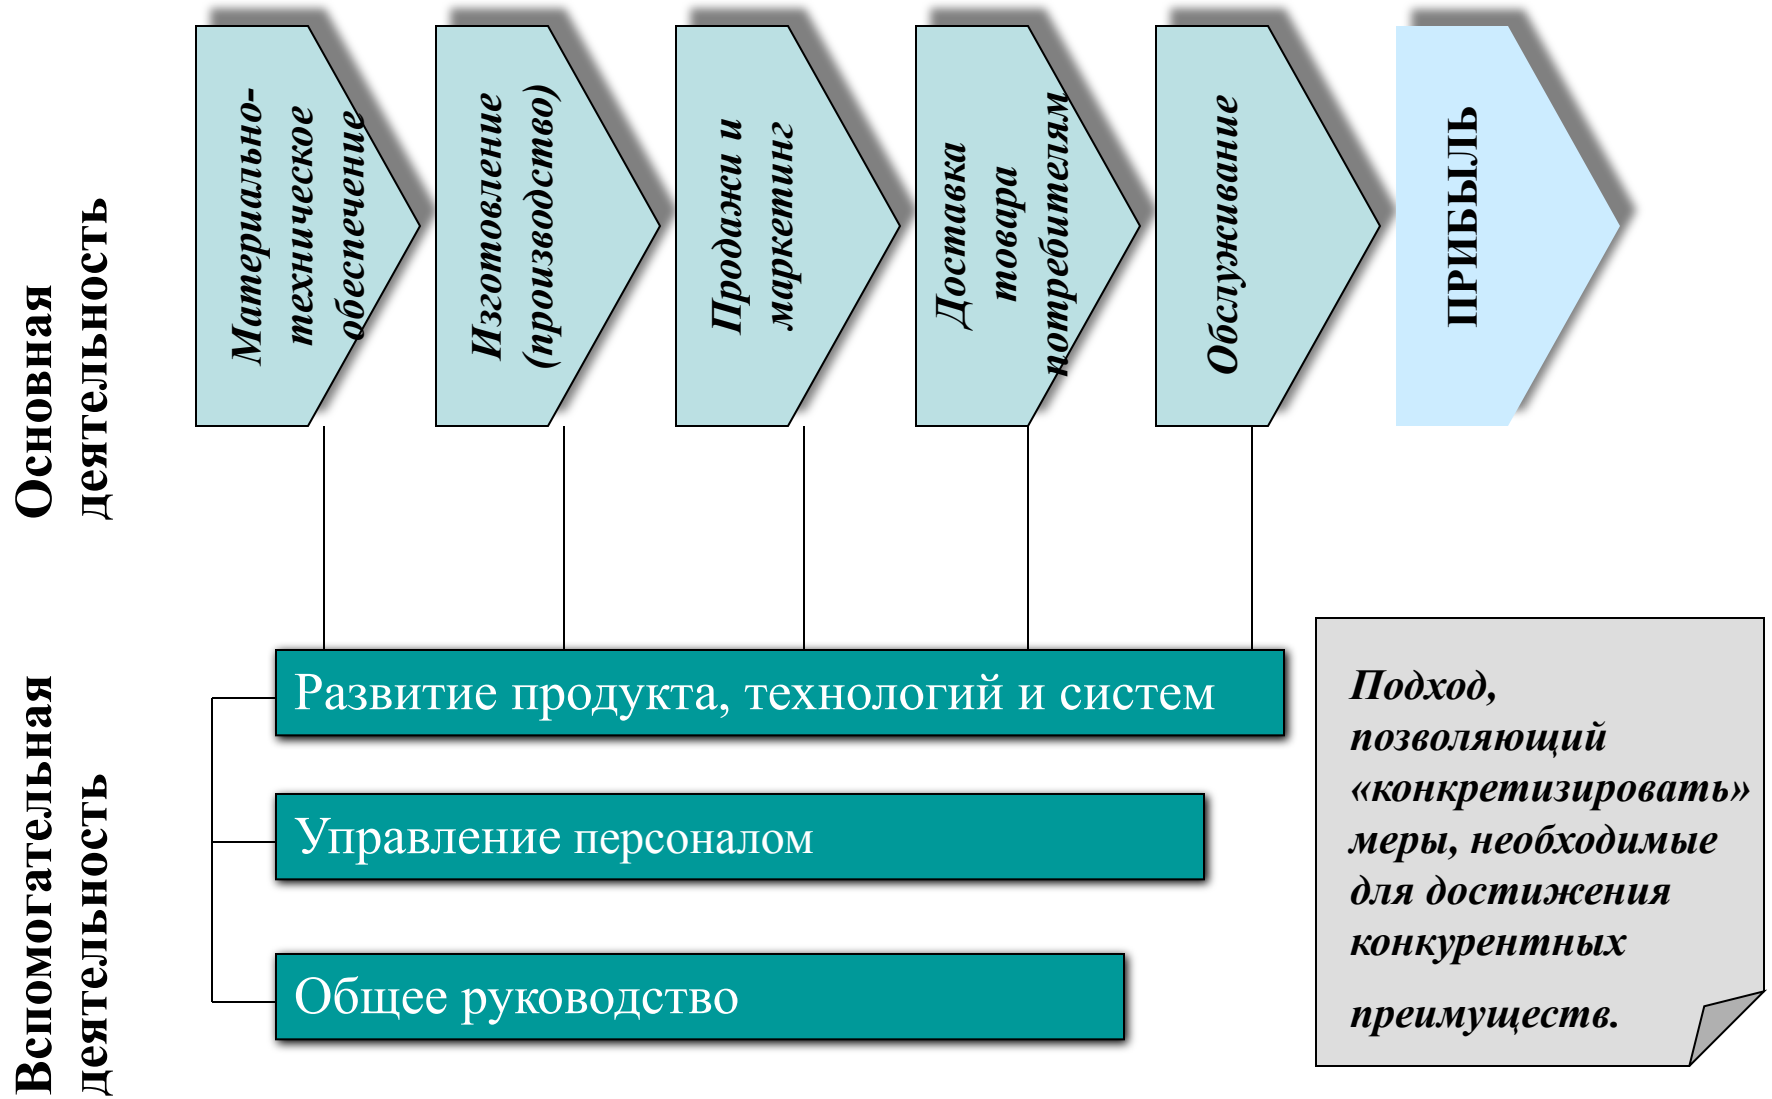 Основная
деятельность
Материально-
техническое
обеспечение
Изготовление
(производство)
Продажи и
маркетинг
Доставка
товара
потребителям
Обслуживание
ПРИБЫЛЬ
Вспомогательная
деятельность
Развитие продукта, технологий и систем
Управление персоналом
Общее руководство
Подход,
позволяющий
«конкретизировать»
меры, необходимые
для достижения
конкурентных
преимуществ.